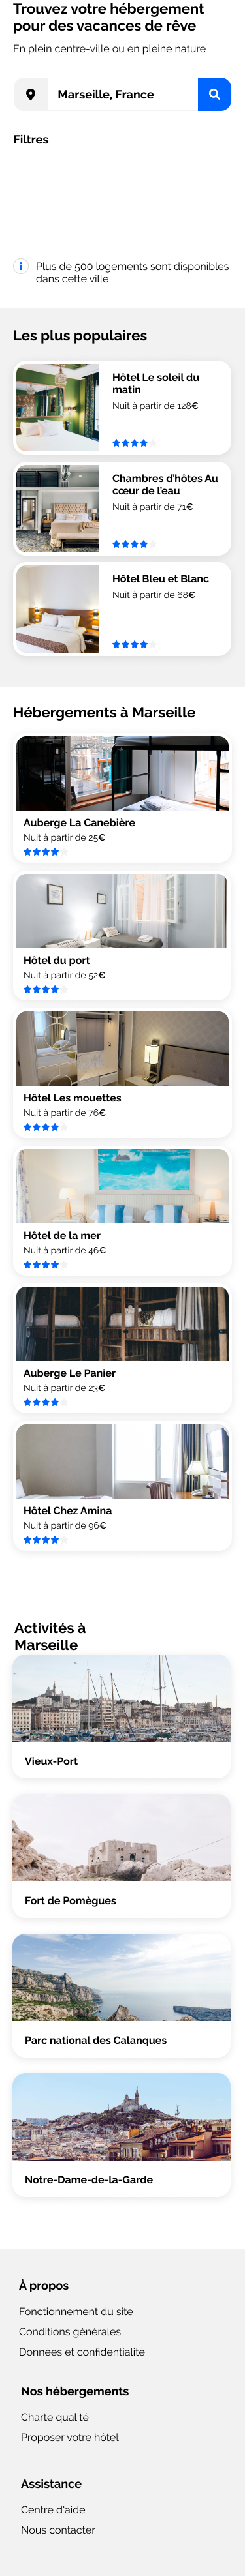 Trouvez votre hébergement
pour des vacances de rêve
En plein centre-ville ou en pleine nature
Marseille, France
Filtres
Plus de 500 logements sont disponibles
dans cette ville
Les plus populaires
Hôtel Le soleil du
matin
Nuit à partir de 128€
Chambres d'hôtes Au
cœur de l'eau
Nuit à partir de 71€
Hôtel Bleu et Blanc
Nuit à partir de 68€
Hébergements à Marseille
Auberge La Canebière
Nuit à partir de 25€
Hôtel du port
Nuit à partir de 52€
Hôtel Les mouettes
Nuit à partir de 76€
Hôtel de la mer
Nuit à partir de 46€
Auberge Le Panier
Nuit à partir de 23€
Hôtel Chez Amina
Nuit à partir de 96€
Activités à
Marseille
Vieux-Port
Fort de Pomègues
Parc national des Calanques
Notre-Dame-de-la-Garde
À propos
Fonctionnement du site
Conditions générales
Données et confidentialité
Nos hébergements
Charte qualité
Proposer votre hôtel
Assistance
Centre d'aide
Nous contacter